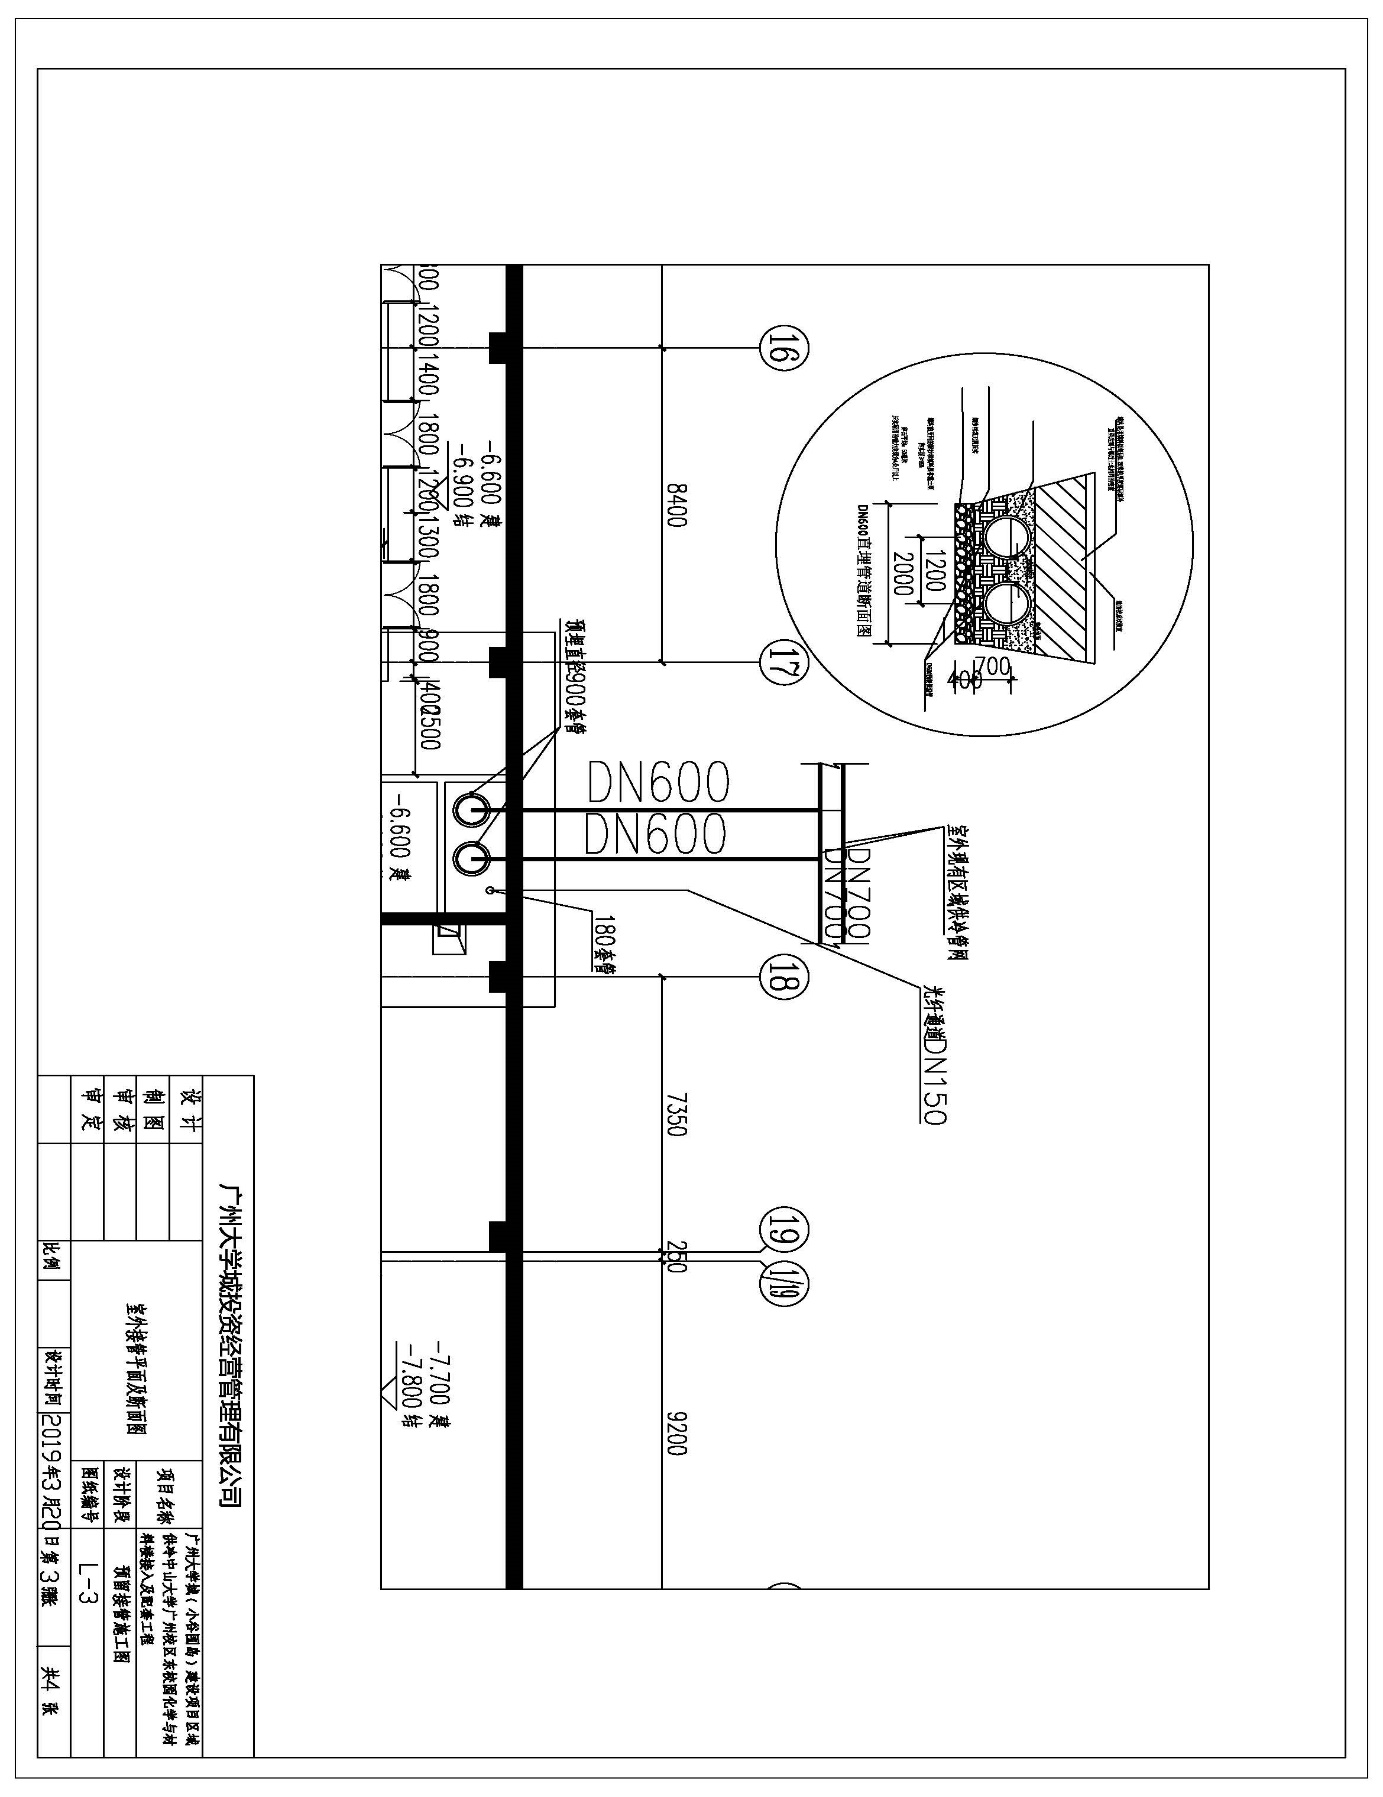 16
17
18
19
1/19
8400
7350
250
9200
1200
1400
1800
1200
1300
1800
900
400
2500
-6.600 建
-6.900 结
-6.600 建
-7.700 建
-7.800 结
预埋直径900套管
180套管
DN600
DN600
DN700
DN700
室外现有区域供冷管网
光纤通道DN150
700
400
1200
2000
DN600直埋管道断面图
广州大学城投资经营管理有限公司
设计
制图
审核
审定
室外接管平面及断面图
项目名称
广州大学城(小谷围岛)建设项目区域
供冷中山大学广州校区东校园化学与材
料楼接入及配套工程
设计阶段
预留接管施工图
图纸编号
L-3
比例
设计时间
2019年3月20日
第 3 张
共4 张